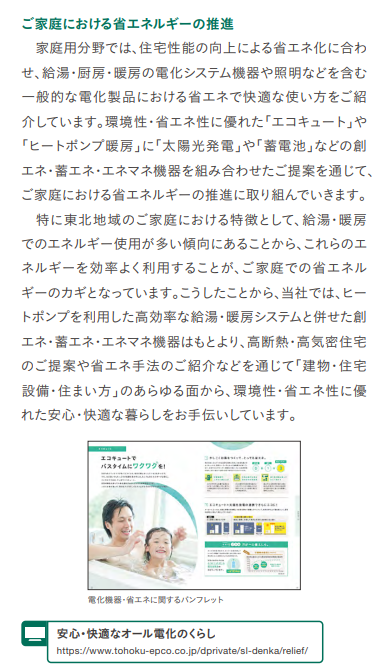 ご家庭における省エネルギーの推進
　家庭用分野では、住宅性能の向上による省エネ化に合わ
せ、給湯・厨房・暖房の電化システム機器や照明などを含む
一般的な電化製品における省エネで快適な使い方をご紹
介しています。環境性・省エネ性に優れた「エコキュート」や
「ヒートポンプ暖房」に「太陽光発電」や「蓄電池」などの創
エネ・蓄エネ・エネマネ機器を組み合わせたご提案を通じて、
ご家庭における省エネルギーの推進に取り組んでいきます。
　特に東北地域のご家庭における特徴として、給湯・暖房
でのエネルギー使用が多い傾向にあることから、これらのエ
ネルギーを効率よく利用することが、ご家庭での省エネル
ギーのカギとなっています。こうしたことから、当社では、ヒー
トポンプを利用した高効率な給湯・暖房システムと併せた創
エネ・蓄エネ・エネマネ機器はもとより、高断熱・高気密住宅
のご提案や省エネ手法のご紹介などを通じて「建物・住宅
設備・住まい方」のあらゆる面から、環境性・省エネ性に優
れた安心・快適な暮らしをお手伝いしています。
エコキュートで
バスタイムにワクワクを!
電化機器・省エネに関するパンフレット
安心・快適なオール電化のくらし
https://www.tohoku-epco.co.jp/dprivate/sl-denka/relief/